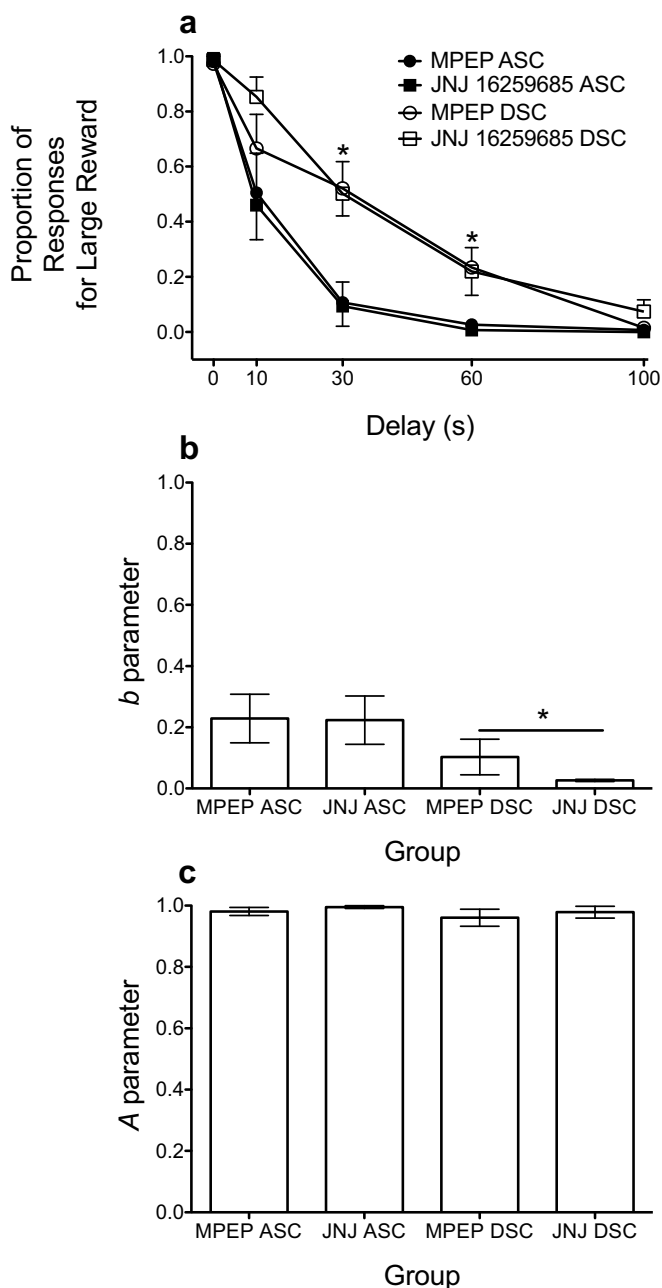 a
MPEP ASC
JNJ 16259685 ASC
MPEP DSC
JNJ 16259685 DSC
Proportion of
Responses
for Large Reward
1.0
0.8
0.6
0.4
0.2
0.0
*
*
0 10 30 60 100
Delay (s)
b
b parameter
1.0
0.8
0.6
0.4
0.2
0.0
*
MPEP ASC JNJ ASC MPEP DSC JNJ DSC
Group
c
A parameter
1.0
0.8
0.6
0.4
0.2
0.0
MPEP ASC JNJ ASC MPEP DSC JNJ DSC
Group